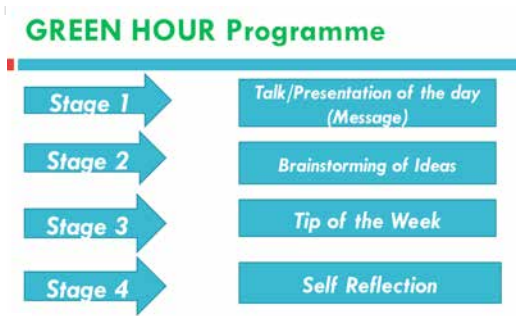 GREEN HOUR Programme
Stage 1
Talk/Presentation of the day
(Message)
Stage 2
Brainstorming of Ideas
Stage 3
Tip of the Week
Stage 4
Self Reflection